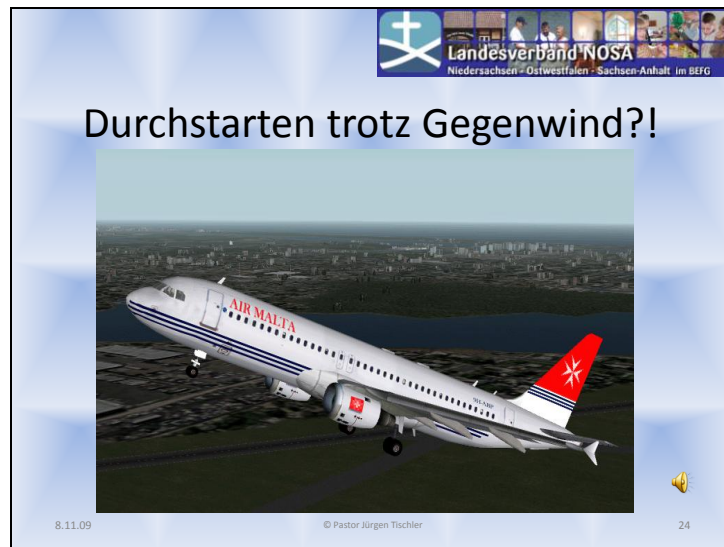 Landesverband NOSA
Niedersachsen - Ostwestfalen - Sachsen-Anhalt im BEFG
Durchstarten trotz Gegenwind?!
AIR MALTA
8.11.09
© Pastor Jürgen Tischler
24